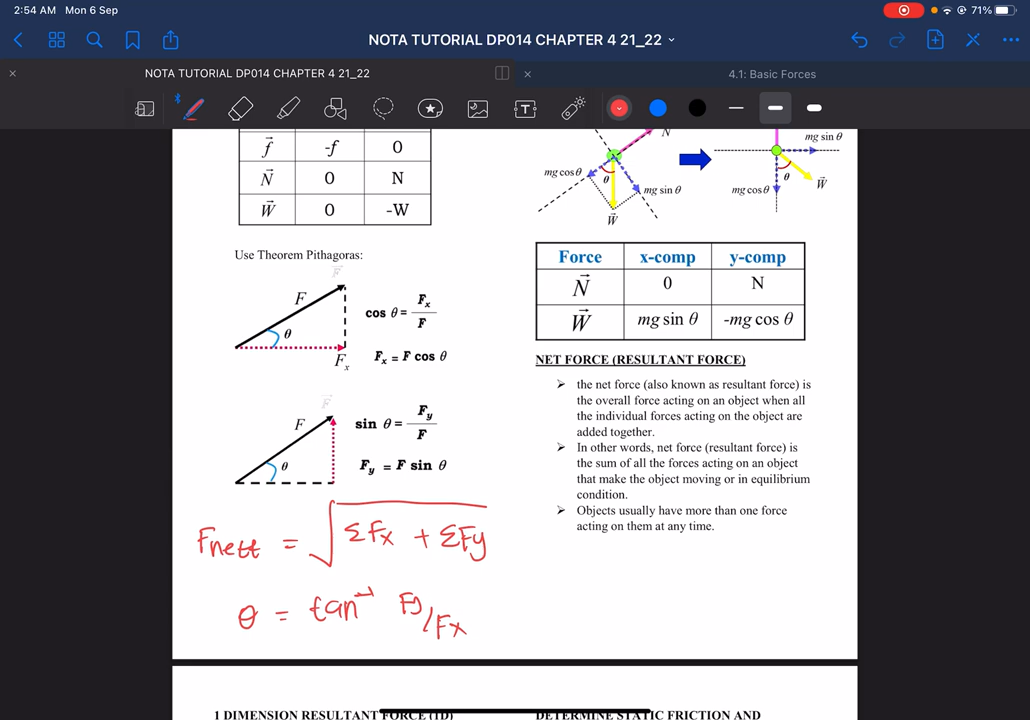 2:54 AM Mon 6 Sep
71%
NOTA TUTORIAL DP014 CHAPTER 4 21_22
NOTA TUTORIAL DP014 CHAPTER 4 21_22
4.1: Basic Forces
f⃗ -f 0
N⃗ 0 N
W⃗ 0 -W
Use Theorem Pithagoras:
F⃗
F
θ
Fₓ
cos θ = Fₓ / F
Fₓ = F cos θ
F⃗
F
θ
sin θ = F_y / F
F_y = F sin θ
Fnett = √ΣFx + ΣFy
θ = tan⁻¹ Fy/Fx
N
mg cos θ
θ
mg sin θ
W⃗
mg sin θ
mg cos θ
θ
W⃗
Force x-comp y-comp
N⃗ 0 N
W⃗ mg sin θ -mg cos θ
NET FORCE (RESULTANT FORCE)
➢ the net force (also known as resultant force) is
the overall force acting on an object when all
the individual forces acting on the object are
added together.
➢ In other words, net force (resultant force) is
the sum of all the forces acting on an object
that make the object moving or in equilibrium
condition.
➢ Objects usually have more than one force
acting on them at any time.
1 DIMENSION RESULTANT FORCE (1D)
DETERMINE STATIC FRICTION AND